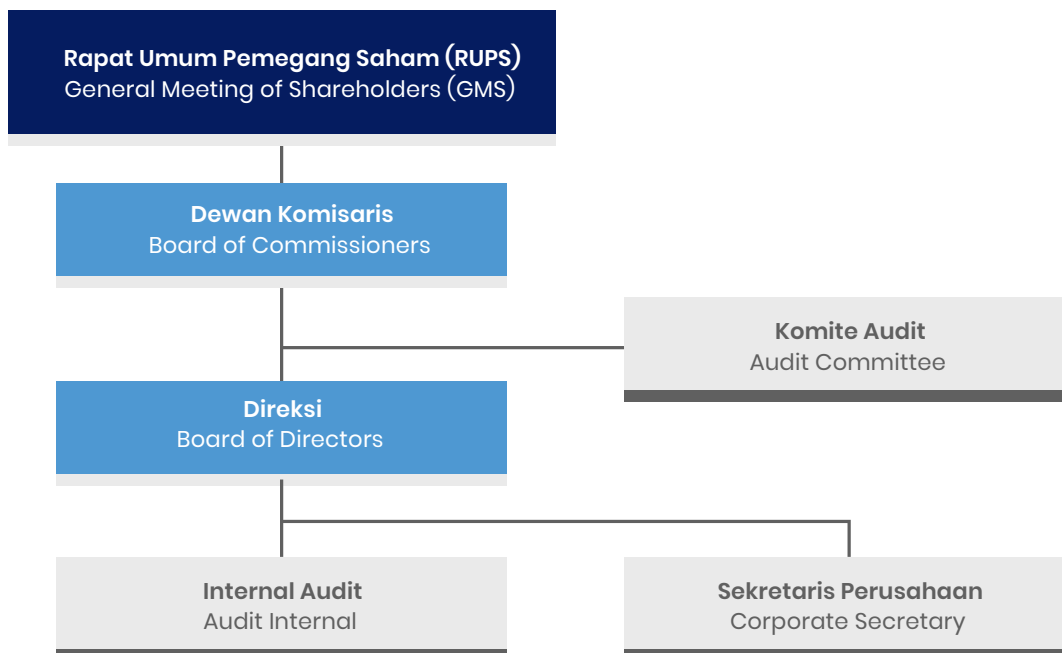 Rapat Umum Pemegang Saham (RUPS)
General Meeting of Shareholders (GMS)
Dewan Komisaris
Board of Commissioners
Komite Audit
Audit Committee
Direksi
Board of Directors
Internal Audit
Audit Internal
Sekretaris Perusahaan
Corporate Secretary